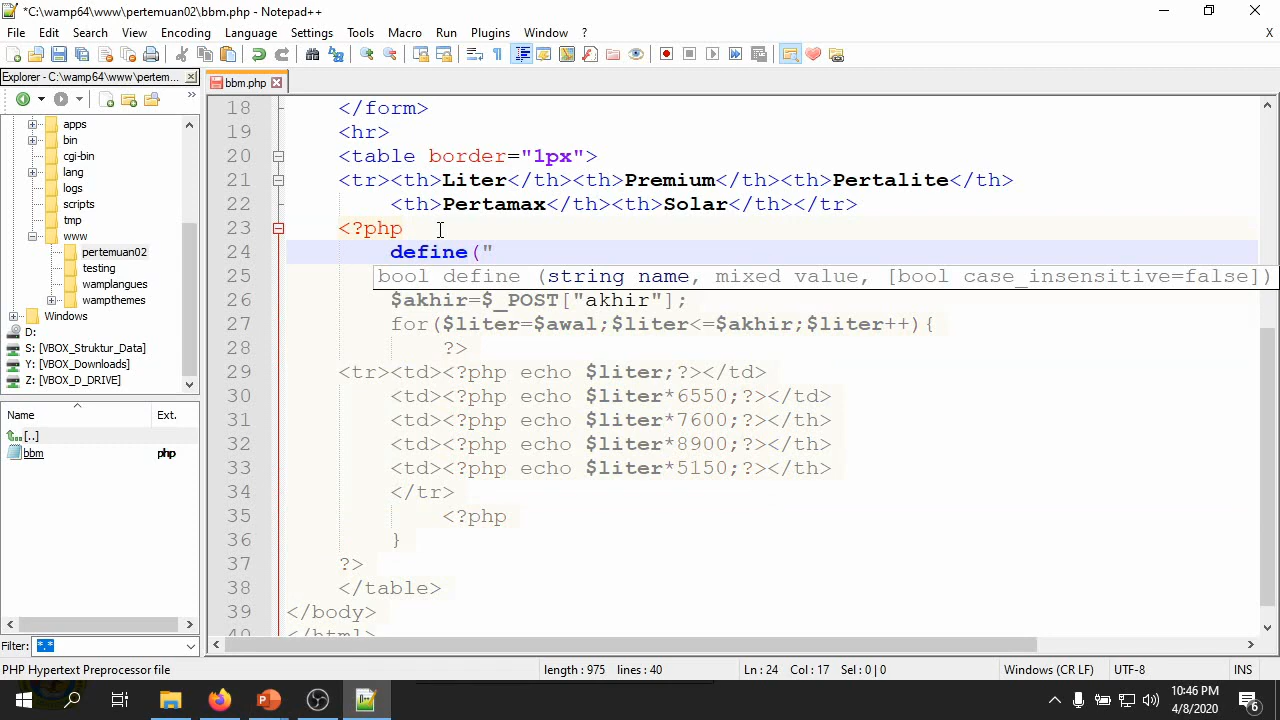 *C:\wamp64\www\pertemuan02\bbm.php - Notepad++
File Edit Search View Encoding Language Settings Tools Macro Run Plugins Window ? X
Explorer - C:\wamp64\www\pertem...
bbm.php
apps
bin
cgi-bin
lang
logs
scripts
tmp
www
pertemuan02
testing
wamplangues
wampthemes
Windows
D:
S: [VBOX_Struktur_Data]
Y: [VBOX_Downloads]
Z: [VBOX_D_DRIVE]
Name Ext.
[..]
bbm php
Filter: *.*
18 </form>
19 <hr>
20 <table border="1px">
21 <tr><th>Liter</th><th>Premium</th><th>Pertalite</th>
22 <th>Pertamax</th><th>Solar</th></tr>
23 <?php
24 define("
25 bool define (string name, mixed value, [bool case_insensitive=false])
26 $akhir=$_POST["akhir"];
27 for($liter=$awal;$liter<=$akhir;$liter++){
28 ?>
29 <tr><td><?php echo $liter;?></td>
30 <td><?php echo $liter*6550;?></td>
31 <td><?php echo $liter*7600;?></th>
32 <td><?php echo $liter*8900;?></th>
33 <td><?php echo $liter*5150;?></th>
34 </tr>
35 <?php
36 }
37 ?>
38 </table>
39 </body>
40 </html>
PHP Hypertext Preprocessor file length : 975 lines : 40 Ln : 24 Col : 17 Sel : 0 | 0 Windows (CR LF) UTF-8 INS
10:46 PM
4/8/2020
6